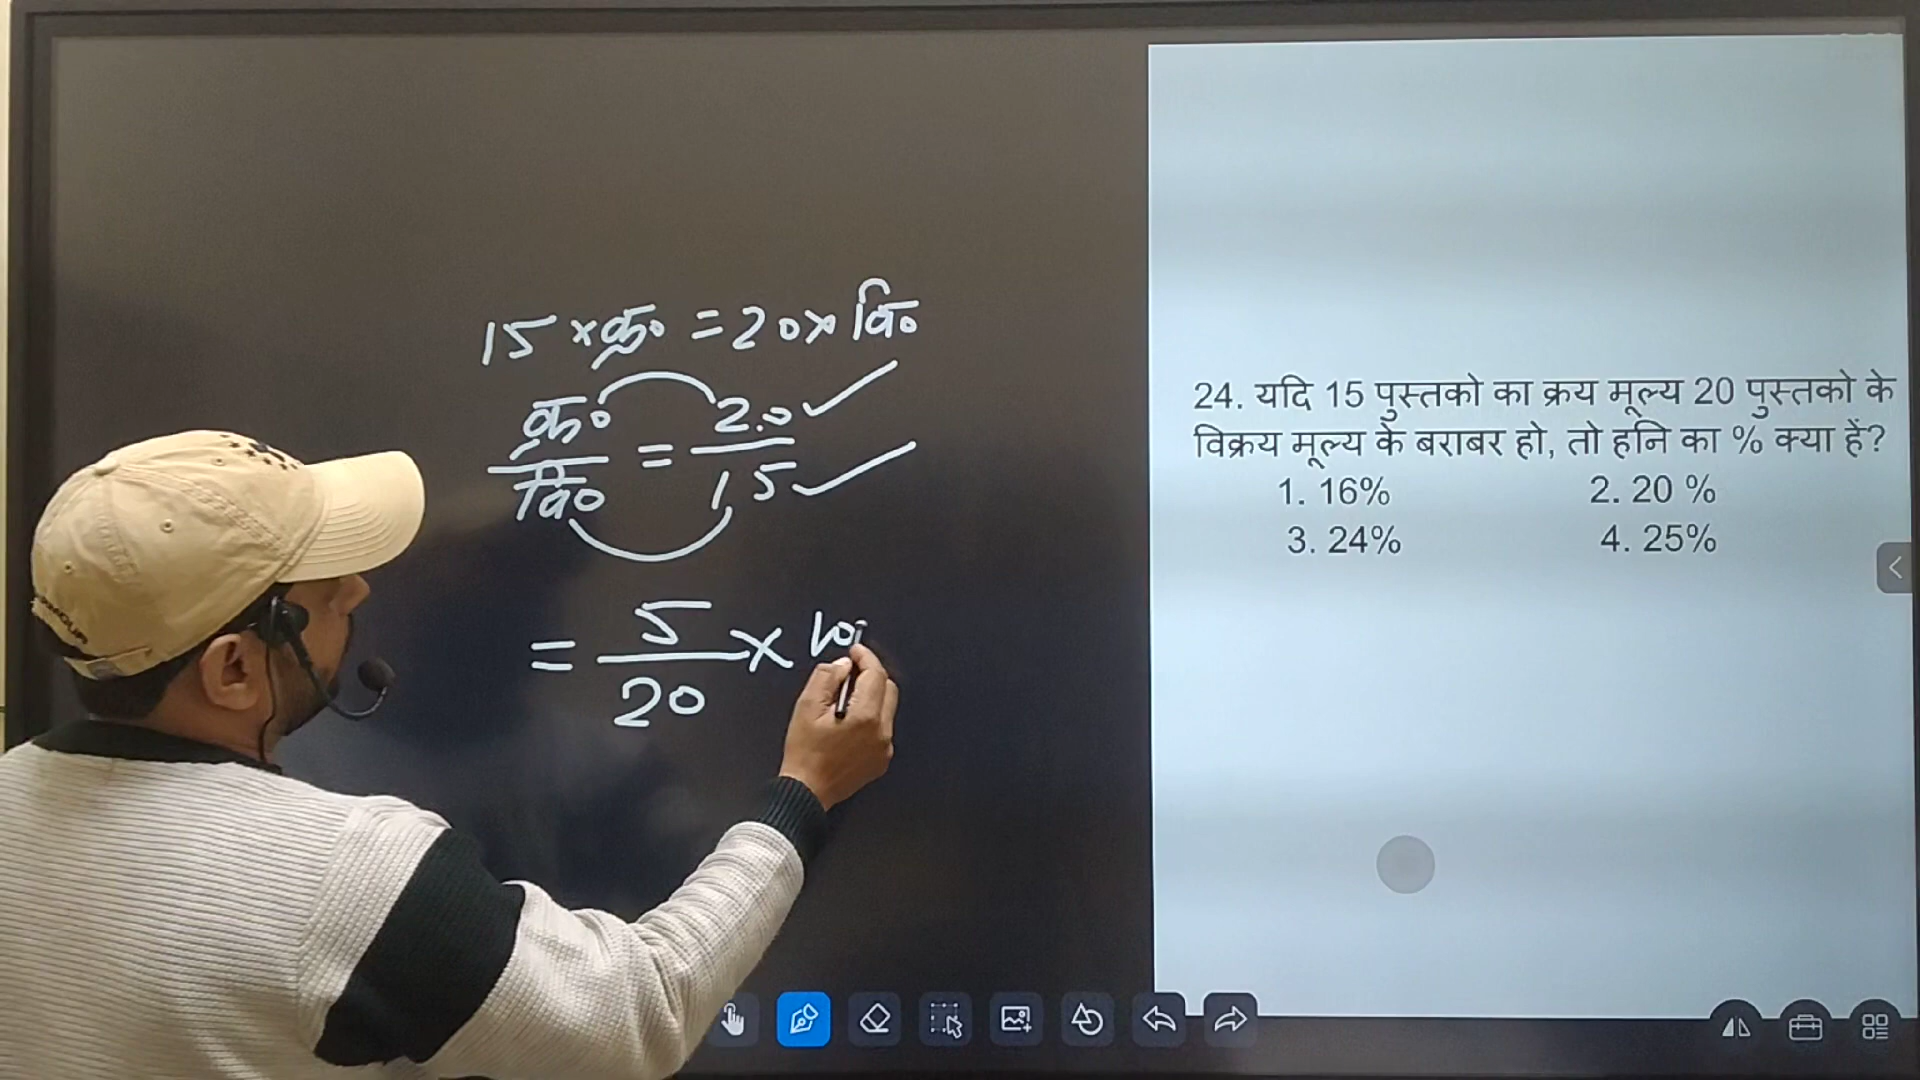 15 × क्र० = 20 × वि०
क्र०/वि० = 20/15
= 5/20 × 10
24. यदि 15 पुस्तको का क्रय मूल्य 20 पुस्तको के
विक्रय मूल्य के बराबर हो, तो हनि का % क्या हैं?
1. 16% 2. 20 %
3. 24% 4. 25%